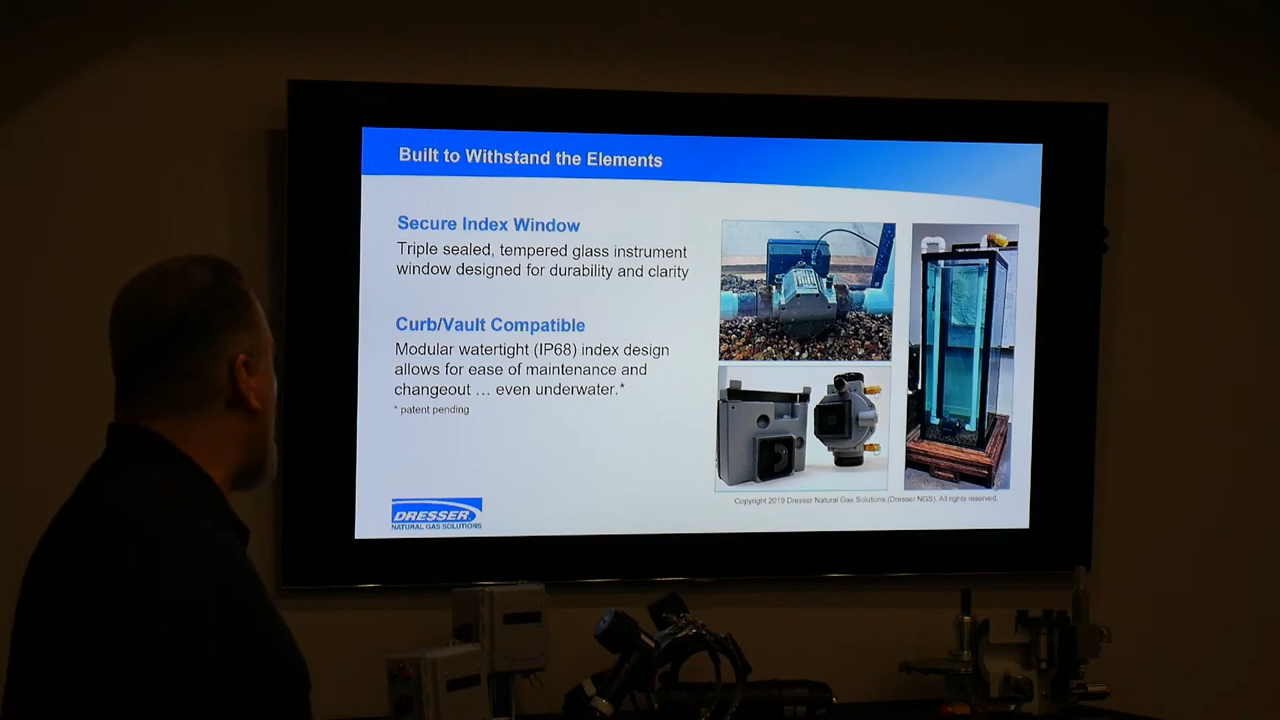 Built to Withstand the Elements
Secure Index Window
Triple sealed, tempered glass instrument
window designed for durability and clarity
Curb/Vault Compatible
Modular watertight (IP68) index design
allows for ease of maintenance and
changeout … even underwater.*
* patent pending
Copyright 2019 Dresser Natural Gas Solutions (Dresser NGS). All rights reserved.
DRESSER
NATURAL GAS SOLUTIONS